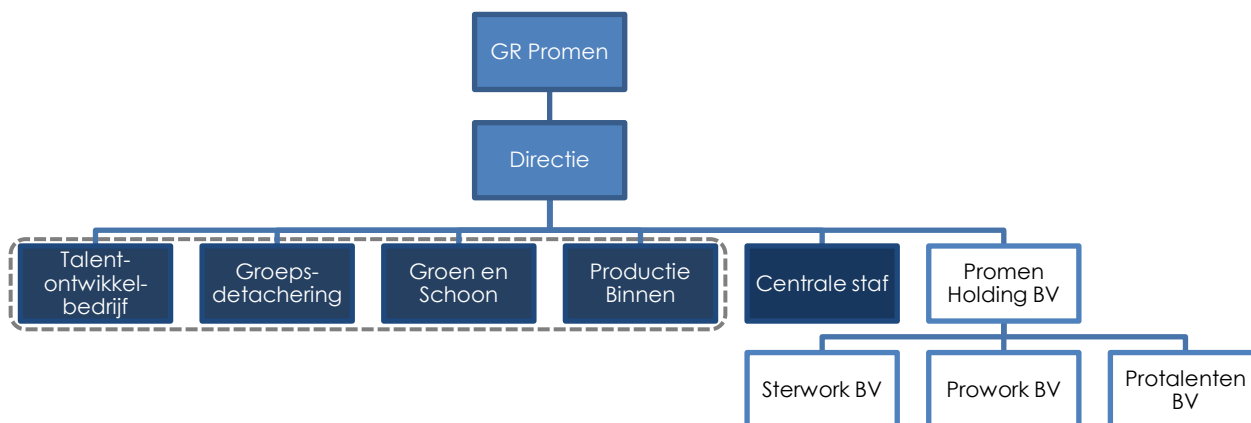 GR Promen
Directie
Talent-
ontwikkel-
bedrijf
Groeps-
detachering
Groen en
Schoon
Productie
Binnen
Centrale staf
Promen
Holding BV
Sterwork BV
Prowork BV
Protalenten
BV